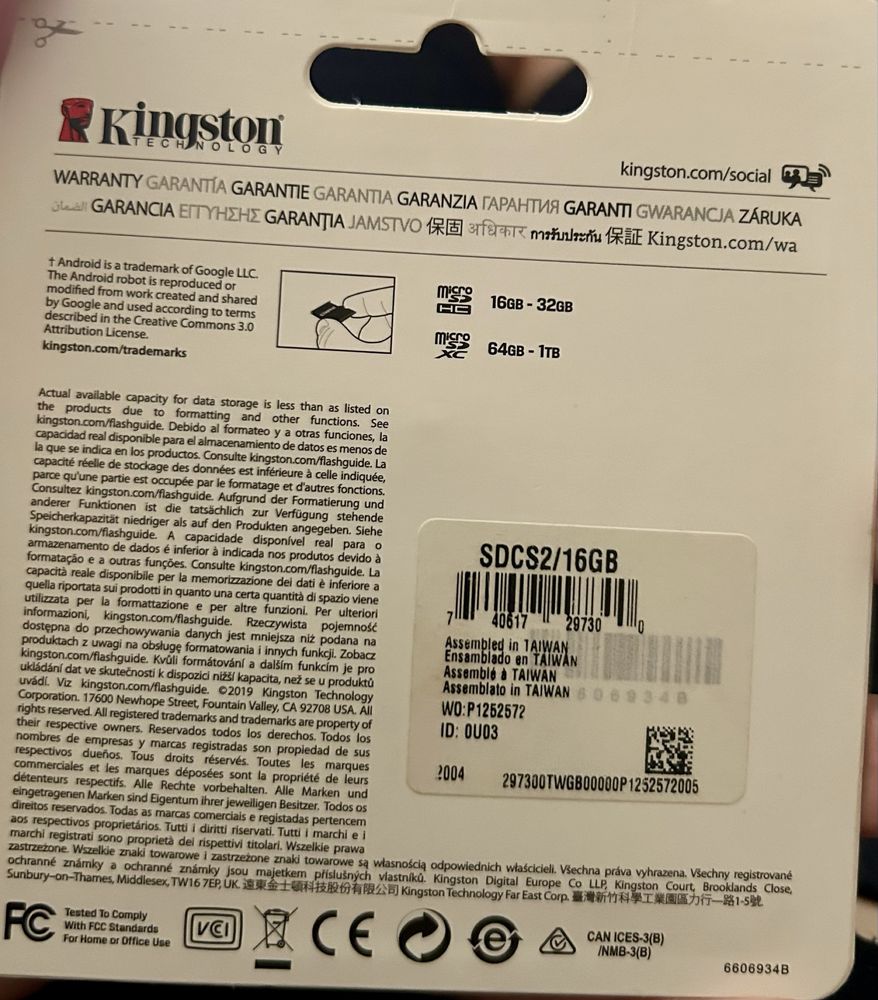 Kingston
TECHNOLOGY
kingston.com/social
WARRANTY GARANTÍA GARANTIE GARANTIA GARANZIA ГАРАНТИЯ GARANTI GWARANCJA ZÁRUKA
الضمان GARANCIA ΕΓΓΥΗΣΗΣ GARANŢIA JAMSTVO 保固 अधिकार การรับประกัน 保証 Kingston.com/wa
† Android is a trademark of Google LLC.
The Android robot is reproduced or
modified from work created and shared
by Google and used according to terms
described in the Creative Commons 3.0
Attribution License.
kingston.com/trademarks
micro SD HC 16GB - 32GB
micro SD XC 64GB - 1TB
Actual available capacity for data storage is less than as listed on
the products due to formatting and other functions. See
kingston.com/flashguide. Debido al formateo y a otras funciones, la
capacidad real disponible para el almacenamiento de datos es menos de
la que se indica en los productos. Consulte kingston.com/flashguide. La
capacité réelle de stockage des données est inférieure à celle indiquée,
parce qu'une partie est occupée par le formatage et d'autres fonctions.
Consultez kingston.com/flashguide. Aufgrund der Formatierung und
anderer Funktionen ist die tatsächlich zur Verfügung stehende
Speicherkapazität niedriger als auf den Produkten angegeben. Siehe
kingston.com/flashguide. A capacidade disponível real para o
armazenamento de dados é inferior à indicada nos produtos devido à
formatação e a outras funções. Consulte kingston.com/flashguide. La
capacità reale disponibile per la memorizzazione dei dati è inferiore a
quella riportata sui prodotti in quanto una certa quantità di spazio viene
utilizzata per la formattazione e per altre funzioni. Per ulteriori
informazioni, kingston.com/flashguide. Rzeczywista pojemność
dostępna do przechowywania danych jest mniejsza niż podana na
produktach z uwagi na obsługę formatowania i innych funkcji. Zobacz
kingston.com/flashguide. Kvůli formátování a dalším funkcím je pro
ukládání dat ve skutečnosti k dispozici nižší kapacita, než se u produktů
uvádí. Viz kingston.com/flashguide. ©2019 Kingston Technology
Corporation. 17600 Newhope Street, Fountain Valley, CA 92708 USA. All
rights reserved. All registered trademarks and trademarks are property of
their respective owners. Reservados todos los derechos. Todos los
nombres de empresas y marcas registradas son propiedad de sus
respectivos dueños. Tous droits réservés. Toutes les marques
commerciales et les marques déposées sont la propriété de leurs
détenteurs respectifs. Alle Rechte vorbehalten. Alle Marken und
eingetragenen Marken sind Eigentum ihrer jeweiligen Besitzer. Todos os
direitos reservados. Todas as marcas comerciais e registadas pertencem
aos respectivos proprietários. Tutti i diritti riservati. Tutti i marchi e i
marchi registrati sono proprietà dei rispettivi titolari. Wszelkie prawa
zastrzeżone. Wszelkie znaki towarowe i zastrzeżone znaki towarowe są własnością odpowiednich właścicieli. Všechna práva vyhrazena. Všechny registrované
ochranné známky a ochranné známky jsou majetkem příslušných vlastníků. Kingston Digital Europe Co LLP, Kingston Court, Brooklands Close,
Sunbury-on-Thames, Middlesex, TW16 7EP, UK. 遠東金士頓科技股份有限公司 Kingston Technology Far East Corp. 臺灣新竹科學工業園區力行一路1-5號
SDCS2/16GB
7 40617 29730 0
Assembled in TAIWAN
Ensamblado en TAIWAN
Assemblé à TAIWAN
Assemblato in TAIWAN
6606934B
WO:P1252572
ID: 0U03
2004
297300TWGB00000P1252572005
FC
Tested To Comply
With FCC Standards
For Home or Office Use
VCI
CE
e
CAN ICES-3(B)
/NMB-3(B)
6606934B